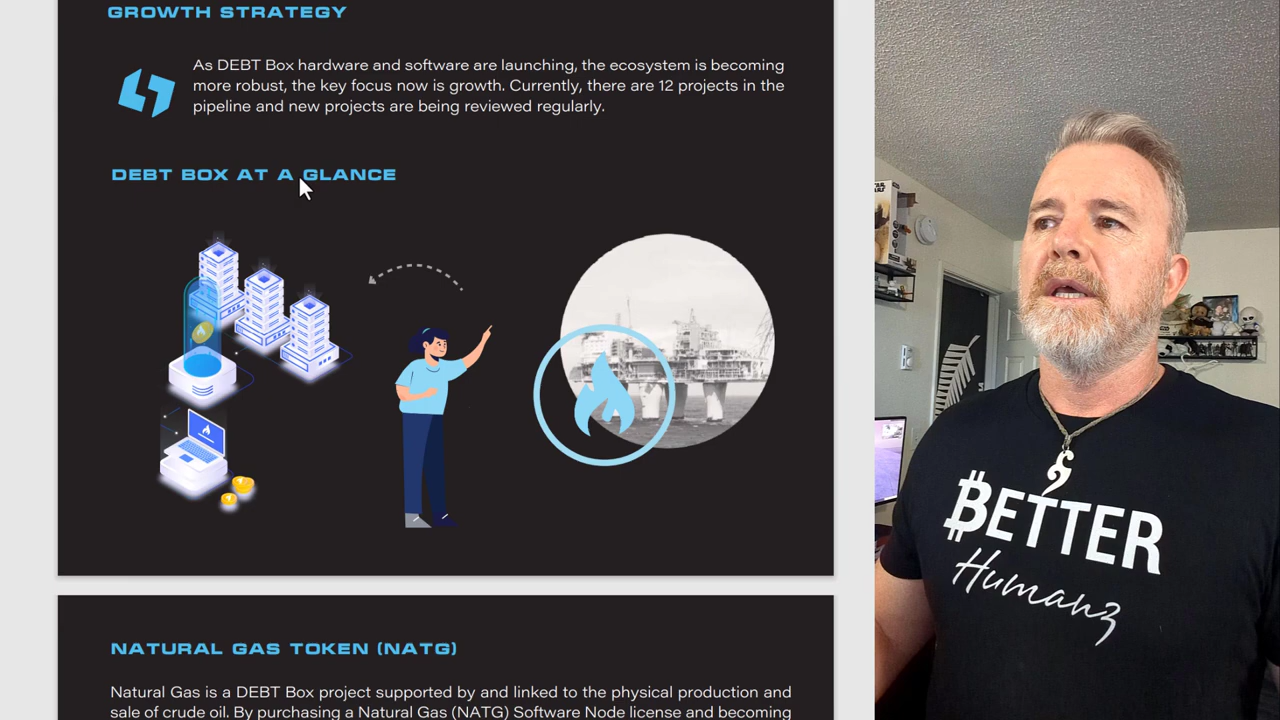 GROWTH STRATEGY
As DEBT Box hardware and software are launching, the ecosystem is becoming
more robust, the key focus now is growth. Currently, there are 12 projects in the
pipeline and new projects are being reviewed regularly.
DEBT BOX AT A GLANCE
NATURAL GAS TOKEN (NATG)
Natural Gas is a DEBT Box project supported by and linked to the physical production and
sale of crude oil. By purchasing a Natural Gas (NATG) Software Node license and becoming
STAR
WARS
₿ETTER
Humanz